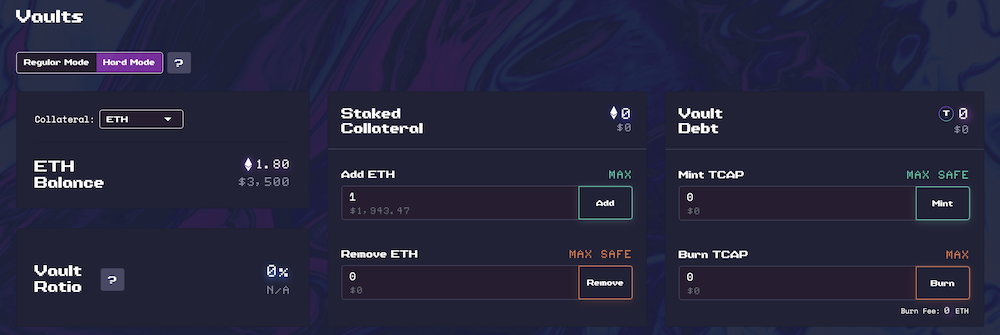 Vaults
Regular Mode Hard Mode ?
Collateral: ETH
ETH
Balance
1.80
$3,500
Vault
Ratio
?
0%
N/A
Staked
Collateral
0
$0
Add ETH MAX
1
$1,943.47
Add
Remove ETH MAX SAFE
0
$0
Remove
Vault
Debt
T 0
$0
Mint TCAP MAX SAFE
0
$0
Mint
Burn TCAP MAX
0
$0
Burn
Burn Fee: 0 ETH